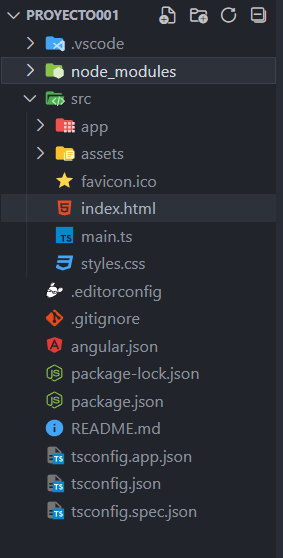 PROYECTO001
.vscode
node_modules
src
app
assets
favicon.ico
index.html
main.ts
styles.css
.editorconfig
.gitignore
angular.json
package-lock.json
package.json
README.md
tsconfig.app.json
tsconfig.json
tsconfig.spec.json